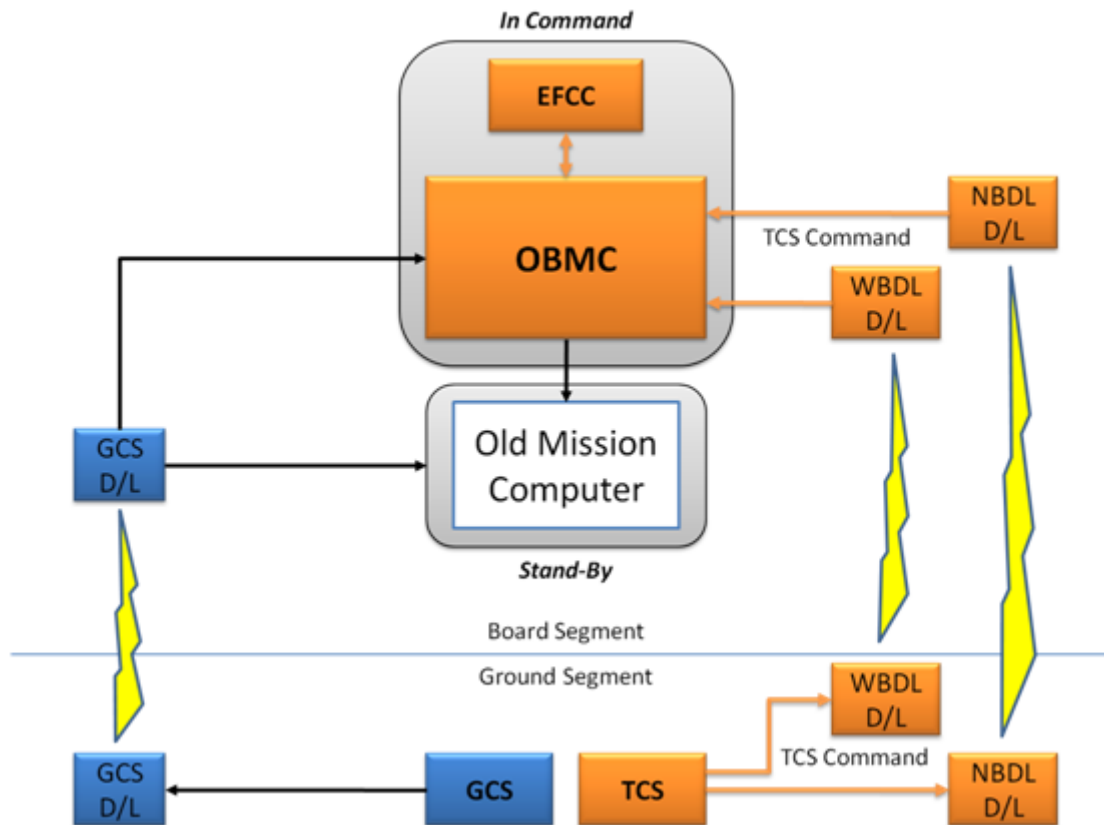 In Command
EFCC
OBMC
NBDL
D/L
TCS Command
WBDL
D/L
GCS
D/L
Old Mission
Computer
Stand-By
Board Segment
Ground Segment
WBDL
D/L
TCS Command
GCS
D/L
GCS
TCS
NBDL
D/L